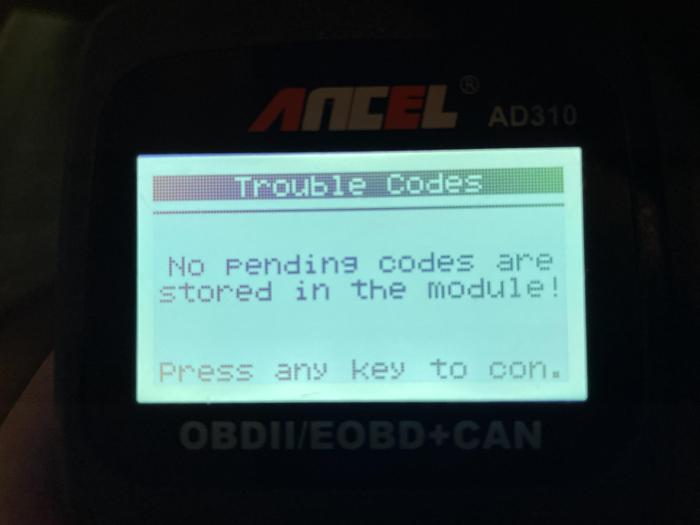 ANCEL®
AD310
Trouble Codes
No pending codes are
stored in the module!
Press any key to con.
OBDII/EOBD+CAN